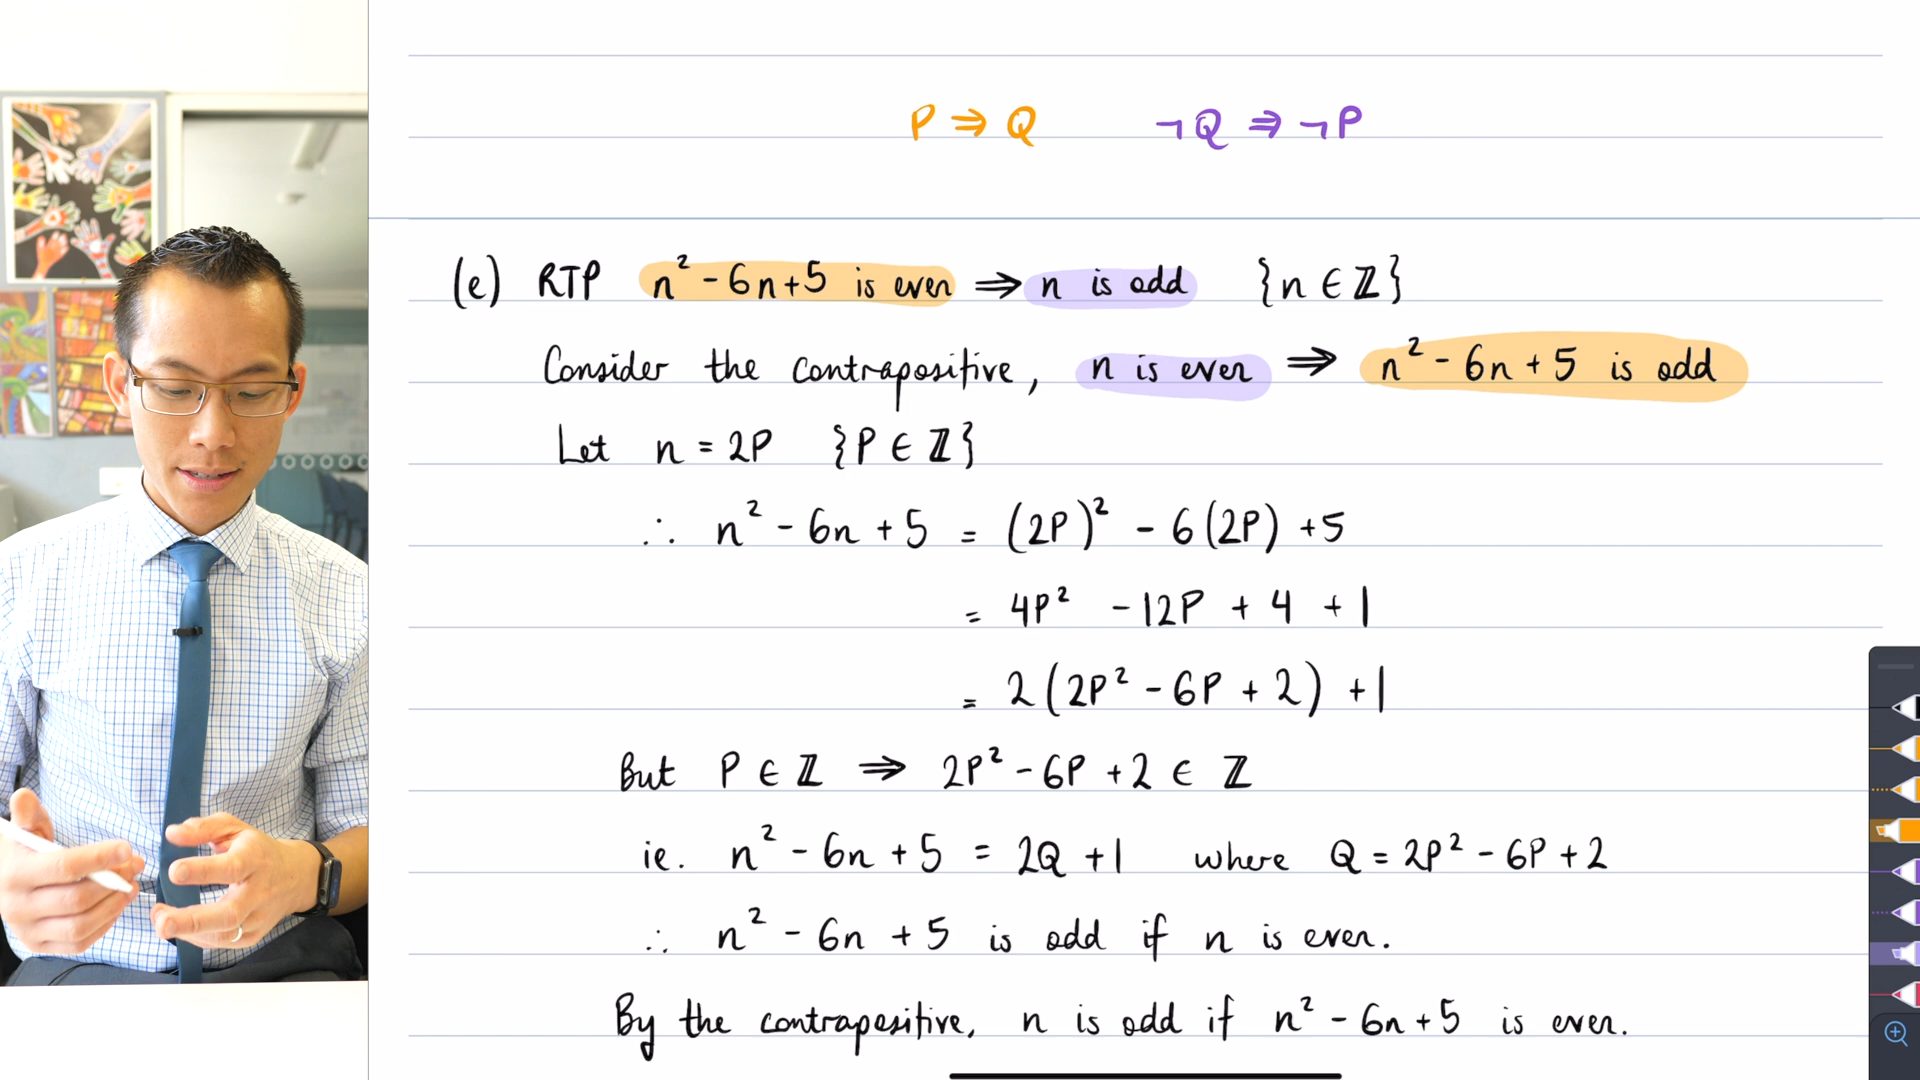 P ⇒ Q ¬Q ⇒ ¬P
(e) RTP n² - 6n + 5 is even ⇒ n is odd {n ∈ ℤ}
Consider the contrapositive, n is even ⇒ n² - 6n + 5 is odd
Let n = 2P {P ∈ ℤ}
∴ n² - 6n + 5 = (2P)² - 6(2P) + 5
= 4P² - 12P + 4 + 1
= 2(2P² - 6P + 2) + 1
But P ∈ ℤ ⇒ 2P² - 6P + 2 ∈ ℤ
ie. n² - 6n + 5 = 2Q + 1 where Q = 2P² - 6P + 2
∴ n² - 6n + 5 is odd if n is even.
By the contrapositive, n is odd if n² - 6n + 5 is even.